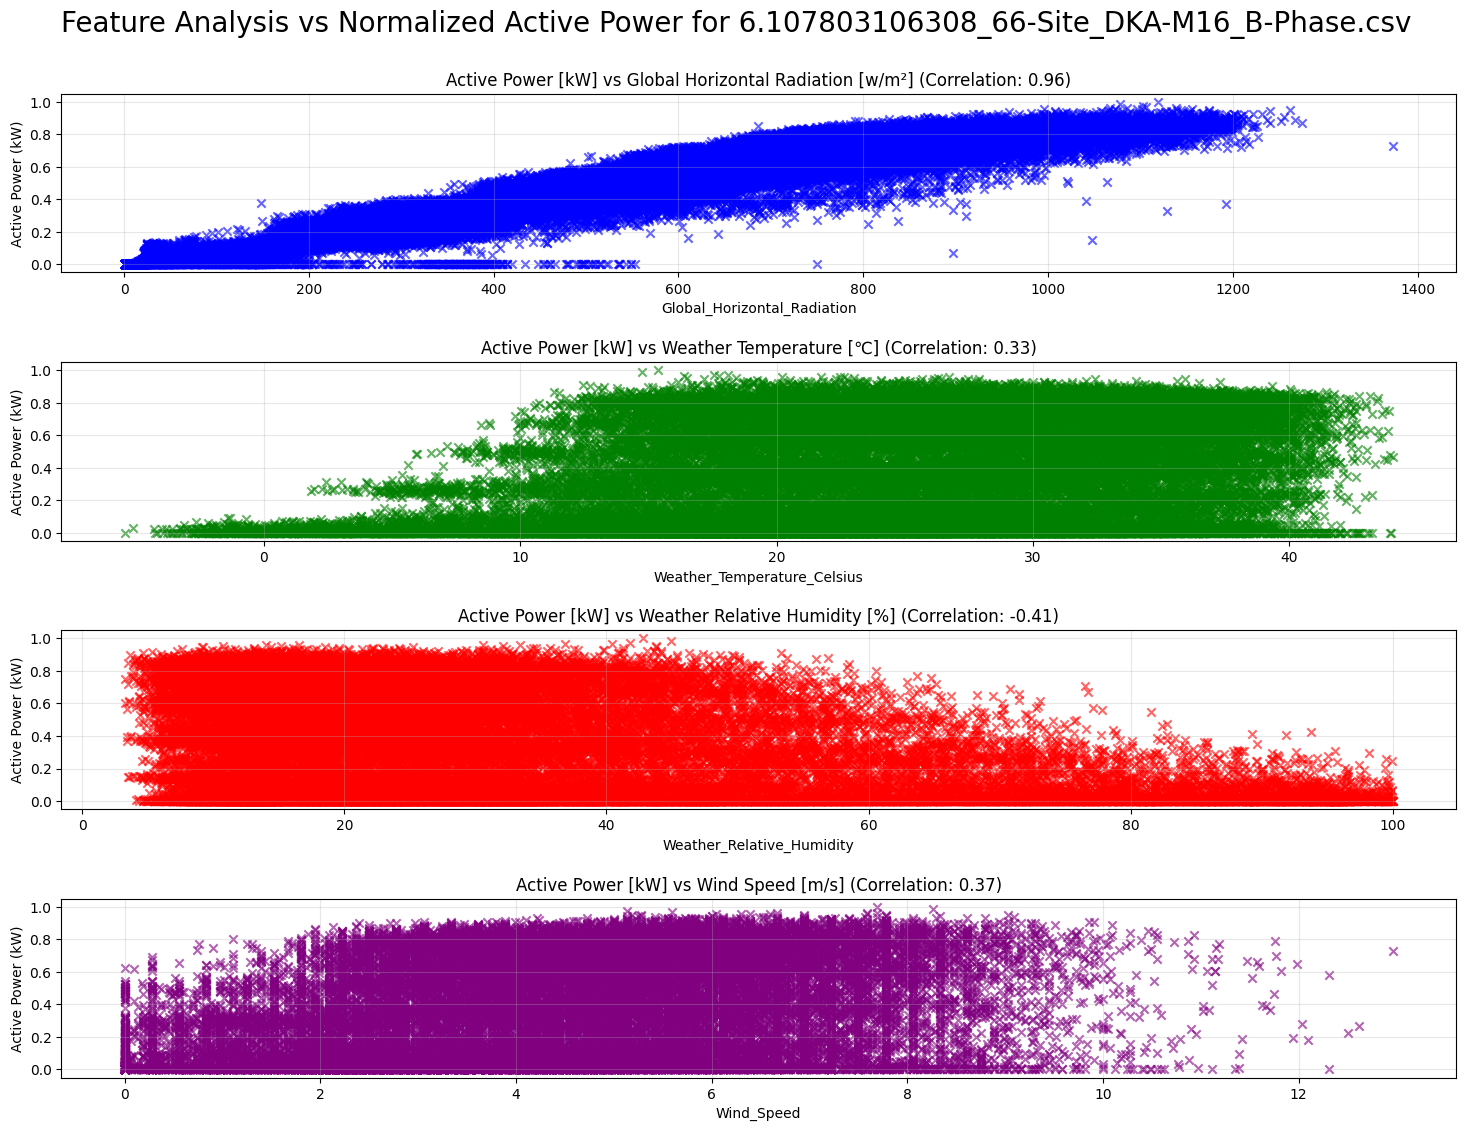 Feature Analysis vs Normalized Active Power for 6.107803106308_66-Site_DKA-M16_B-Phase.csv
Active Power [kW] vs Global Horizontal Radiation [w/m²] (Correlation: 0.96)
Active Power (kW)
1.0
0.8
0.6
0.4
0.2
0.0
0 200 400 600 800 1000 1200 1400
Global_Horizontal_Radiation
Active Power [kW] vs Weather Temperature [℃] (Correlation: 0.33)
Active Power (kW)
1.0
0.8
0.6
0.4
0.2
0.0
0 10 20 30 40
Weather_Temperature_Celsius
Active Power [kW] vs Weather Relative Humidity [%] (Correlation: -0.41)
Active Power (kW)
1.0
0.8
0.6
0.4
0.2
0.0
0 20 40 60 80 100
Weather_Relative_Humidity
Active Power [kW] vs Wind Speed [m/s] (Correlation: 0.37)
Active Power (kW)
1.0
0.8
0.6
0.4
0.2
0.0
0 2 4 6 8 10 12
Wind_Speed